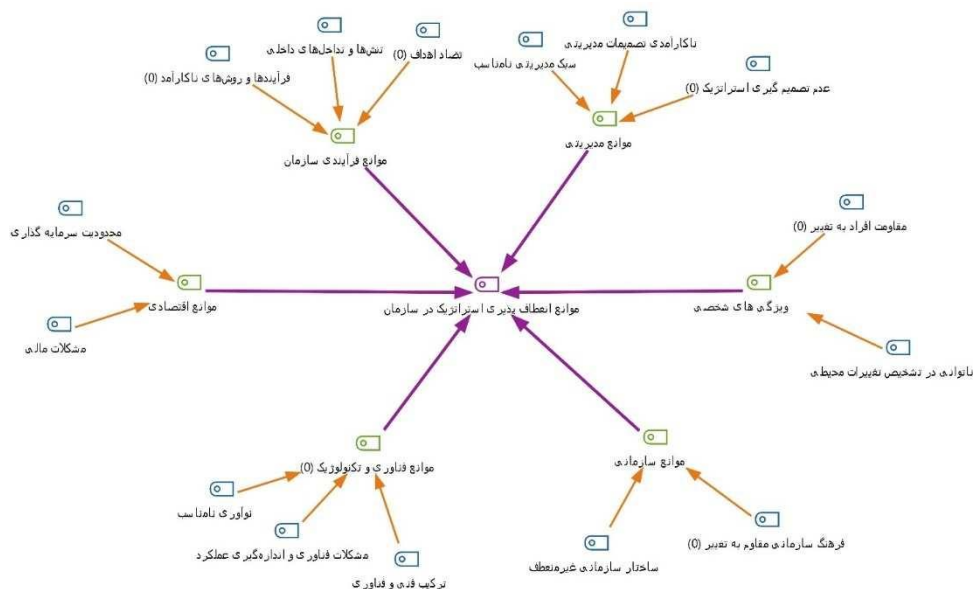 ناکارآمدی تصمیمات مدیریتی
تنش‌ها و تداخل‌های داخلی
تضاد اهداف (0)
سبک مدیریتی نامناسب
فرآیندها و روش‌های ناکارآمد (0)
عدم تصمیم گیری استراتژیک (0)
موانع مدیریتی
موانع فرآیندی سازمان
مقاومت افراد به تغییر (0)
محدودیت سرمایه گذاری
ویژگی های شخصی
موانع انعطاف پذیری استراتژیک در سازمان
موانع اقتصادی
ناتوانی در تشخیص تغییرات محیطی
مشکلات مالی
موانع سازمانی
موانع فناوری و تکنولوژیک (0)
نوآوری نامناسب
فرهنگ سازمانی مقاوم به تغییر (0)
مشکلات فناوری و اندازه‌گیری عملکرد
ساختار سازمانی غیرمنعطف
ترکیب فنی و فناوری